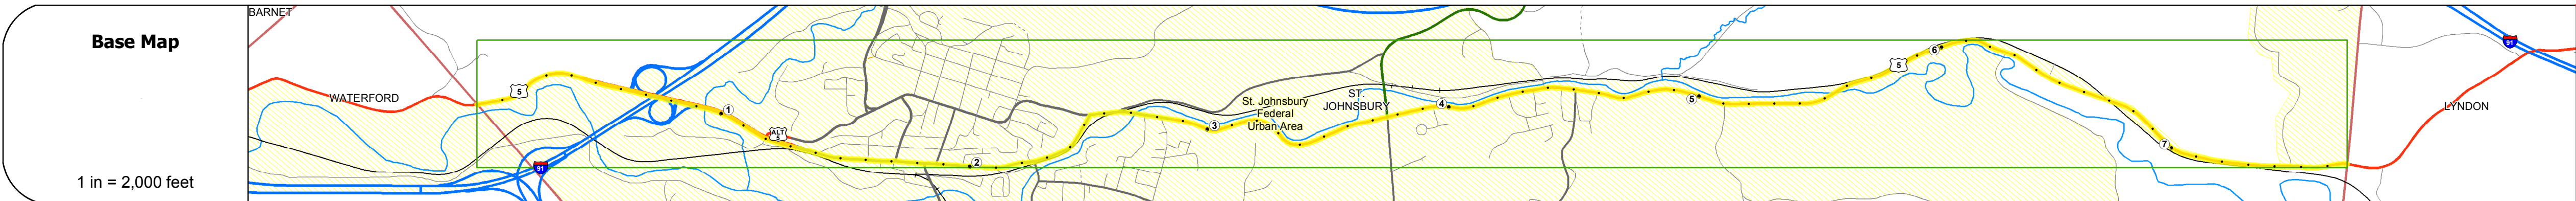 Base Map
1 in = 2,000 feet
BARNET
WATERFORD
5
91
1
ALT
5
2
3
St. Johnsbury
Federal
Urban Area
ST.
JOHNSBURY
4
5
5
6
7
91
LYNDON